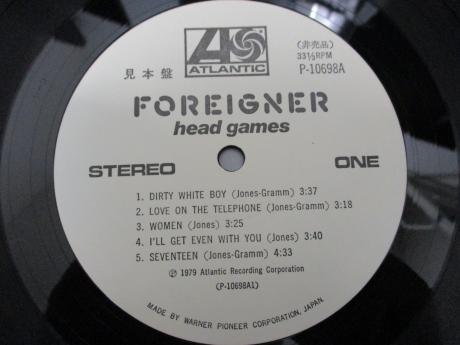 ATLANTIC
見本盤
(非売品)
33⅓RPM
P-10698A
FOREIGNER
head games
STEREO ONE
1. DIRTY WHITE BOY (Jones-Gramm) 3:37
2. LOVE ON THE TELEPHONE (Jones-Gramm) 3:18
3. WOMEN (Jones) 3:25
4. I'LL GET EVEN WITH YOU (Jones) 3:40
5. SEVENTEEN (Jones-Gramm) 4:33
℗ 1979 Atlantic Recording Corporation
(P-10698A1)
MADE BY WARNER PIONEER CORPORATION, JAPAN.